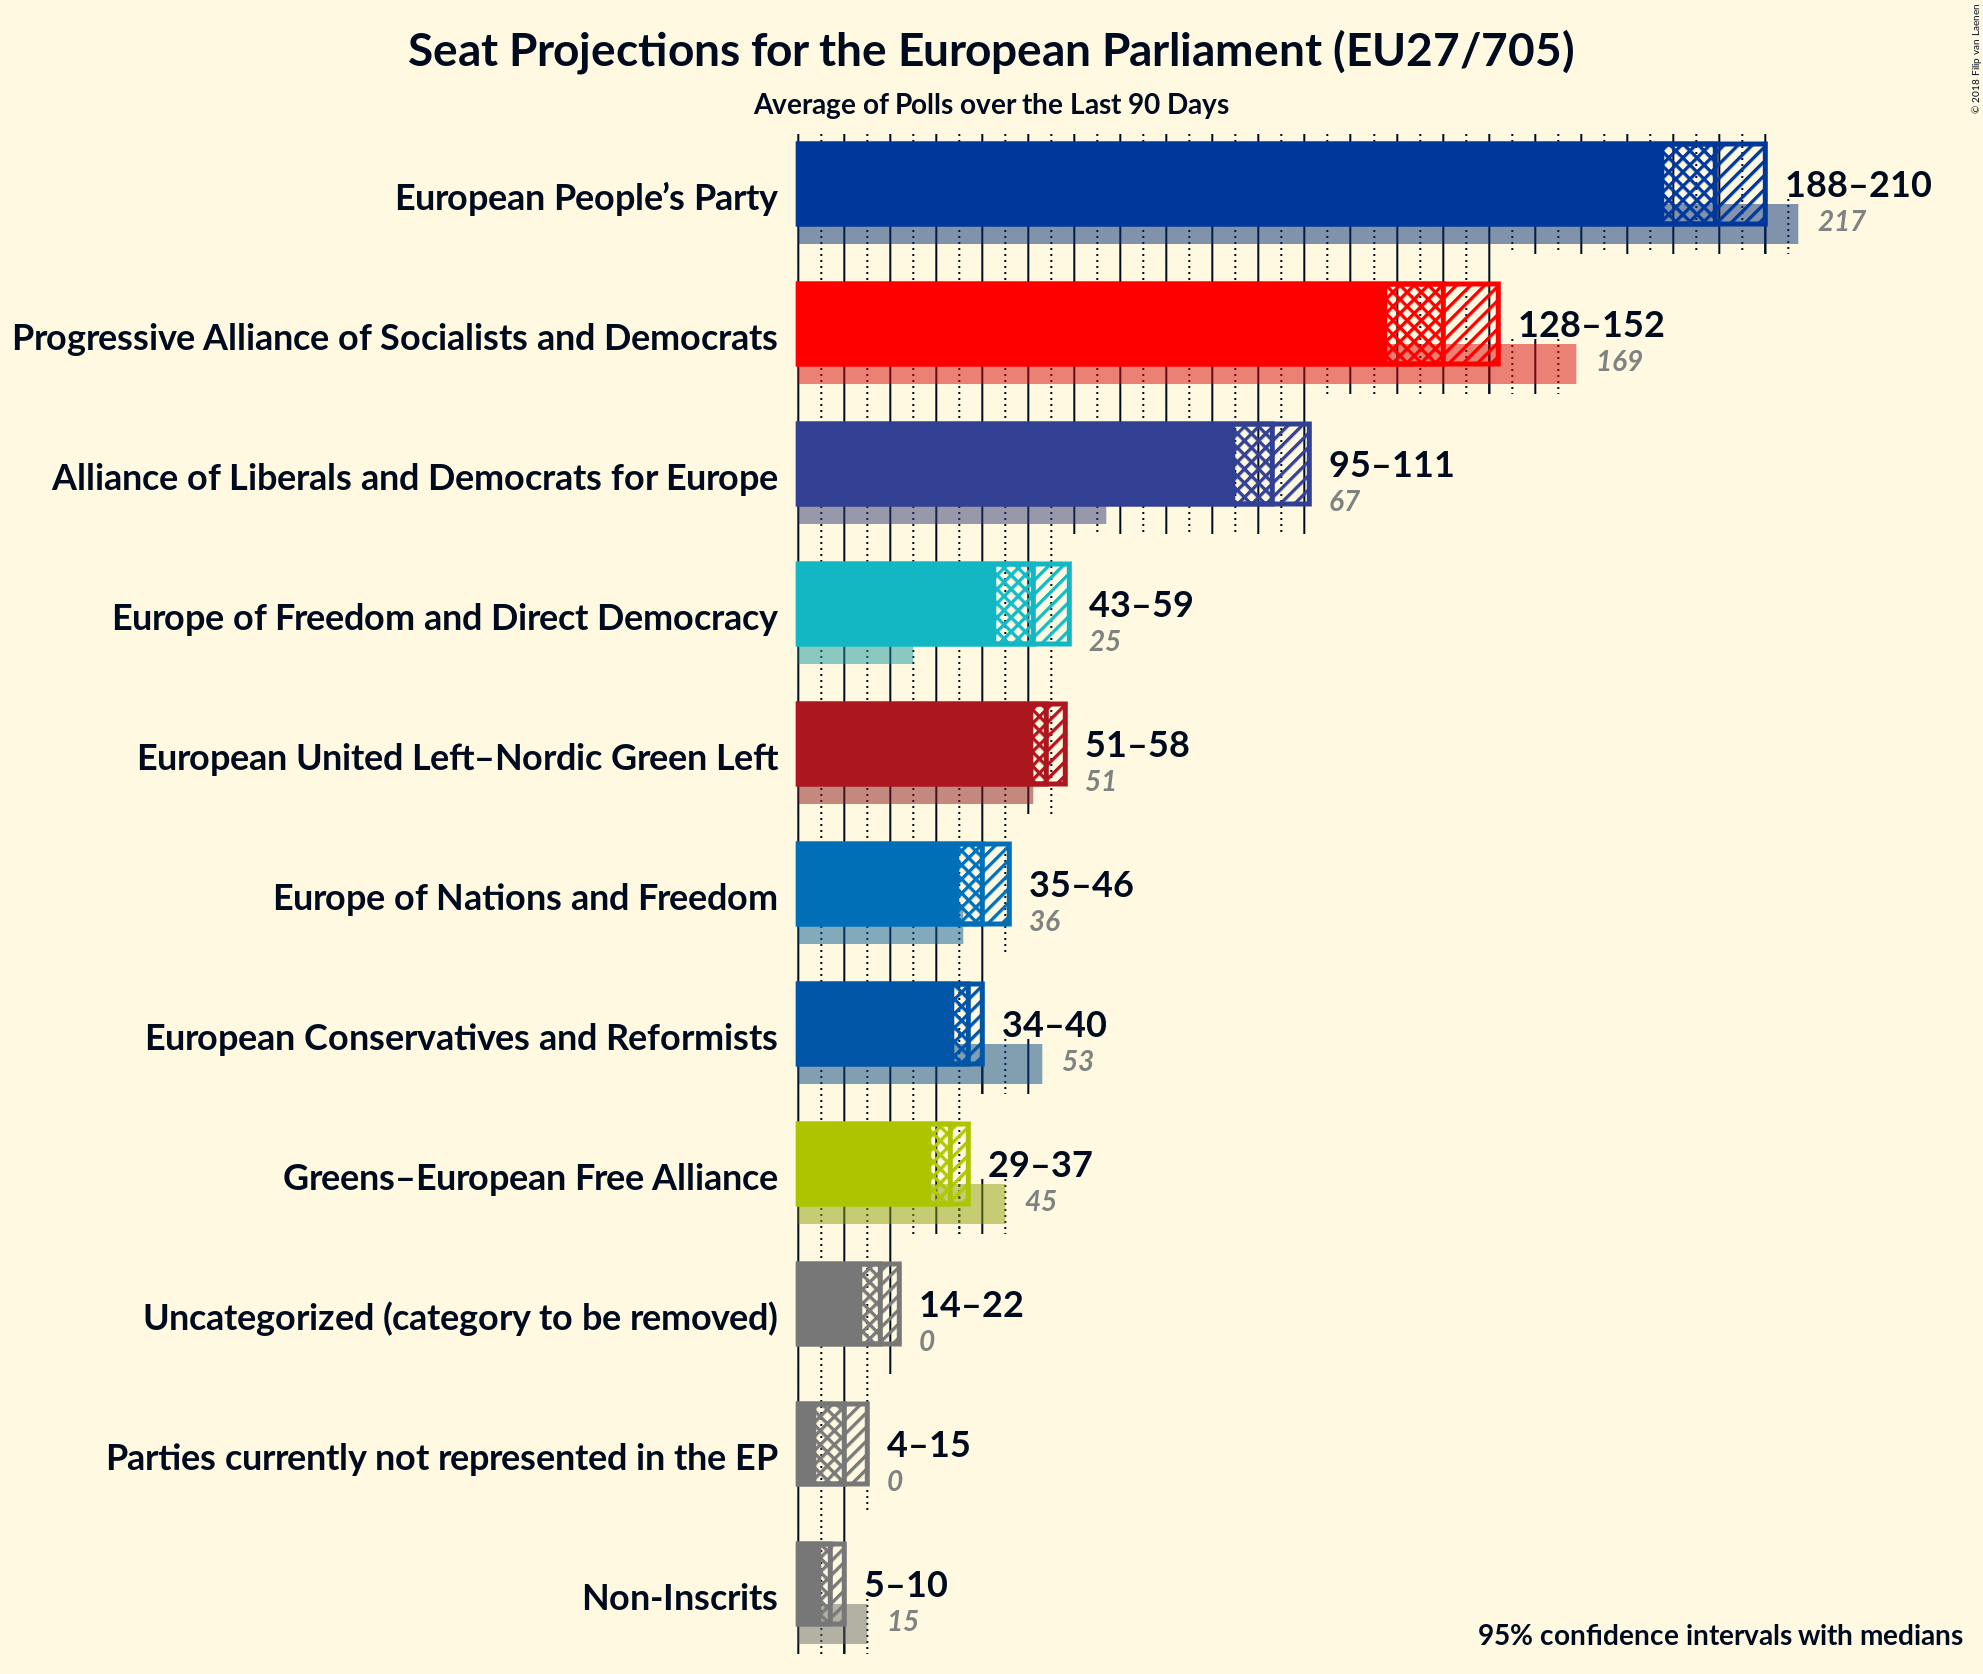 Seat Projections for the European Parliament (EU27/705)
Average of Polls over the Last 90 Days
© 2018 Filip van Laenen
European People’s Party
188–210
217
Progressive Alliance of Socialists and Democrats
128–152
169
Alliance of Liberals and Democrats for Europe
95–111
67
Europe of Freedom and Direct Democracy
43–59
25
European United Left–Nordic Green Left
51–58
51
Europe of Nations and Freedom
35–46
36
European Conservatives and Reformists
34–40
53
Greens–European Free Alliance
29–37
45
Uncategorized (category to be removed)
14–22
0
Parties currently not represented in the EP
4–15
0
Non-Inscrits
5–10
15
95% confidence intervals with medians